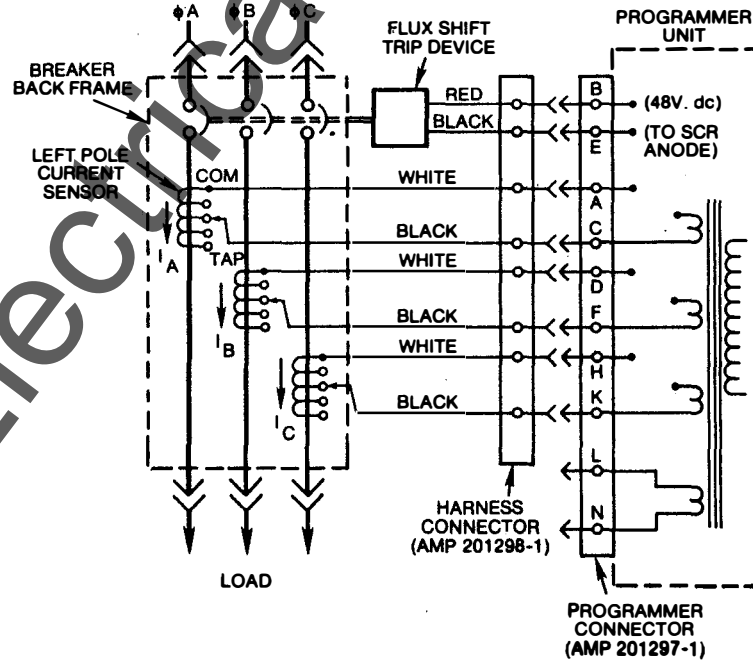 φA φB φC
FLUX SHIFT
TRIP DEVICE
PROGRAMMER
UNIT
BREAKER
BACK FRAME
RED
B
(48V. dc)
BLACK
E
(TO SCR
ANODE)
LEFT POLE
CURRENT
SENSOR
COM
WHITE
A
BLACK
C
I A
TAP
WHITE
D
BLACK
F
I B
WHITE
H
BLACK
K
I C
L
N
HARNESS
CONNECTOR
(AMP 201298-1)
LOAD
PROGRAMMER
CONNECTOR
(AMP 201297-1)
Electrica